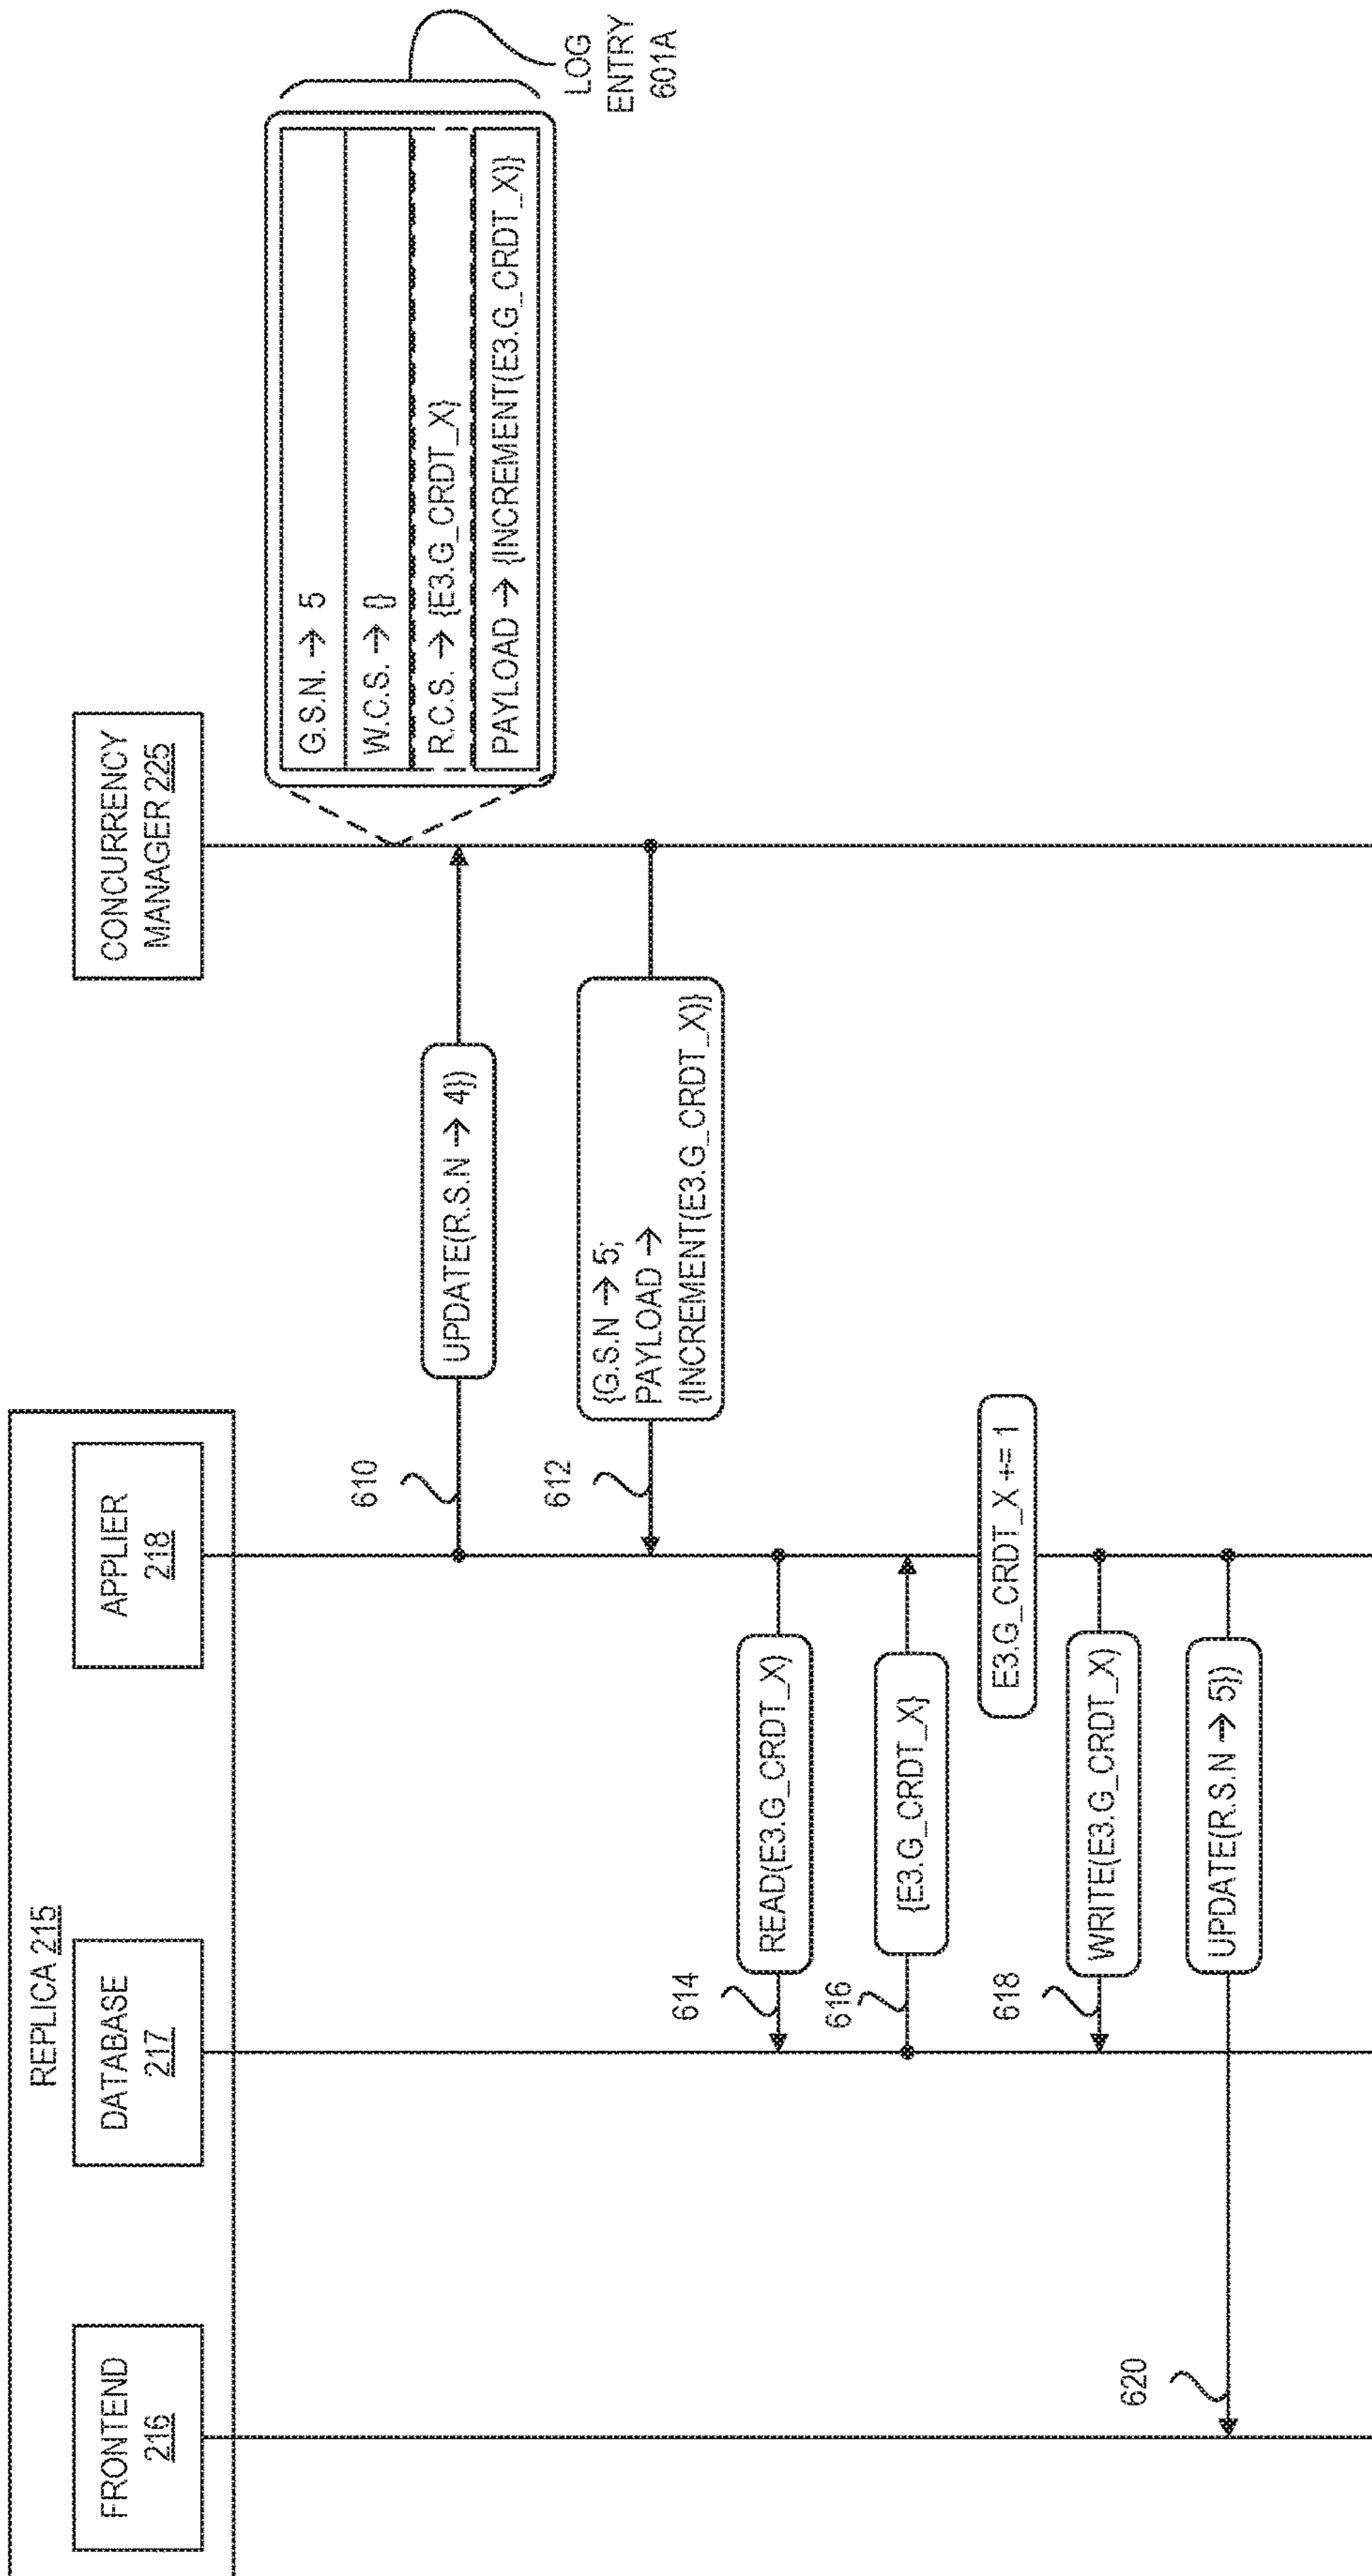 REPLICA 215
FRONTEND
216
DATABASE
217
APPLIER
218
CONCURRENCY
MANAGER 225
G.S.N. → 5
W.C.S. → {}
R.C.S. → {E3.G_CRDT_X}
PAYLOAD → {INCREMENT(E3.G_CRDT_X)}
LOG
ENTRY
601A
610
UPDATE(R.S.N → 4})
612
{G.S.N → 5;
PAYLOAD →
{INCREMENT(E3.G_CRDT_X)}
614
READ(E3.G_CRDT_X)
616
{E3.G_CRDT_X}
E3.G_CRDT_X += 1
618
WRITE(E3.G_CRDT_X)
620
UPDATE(R.S.N → 5})